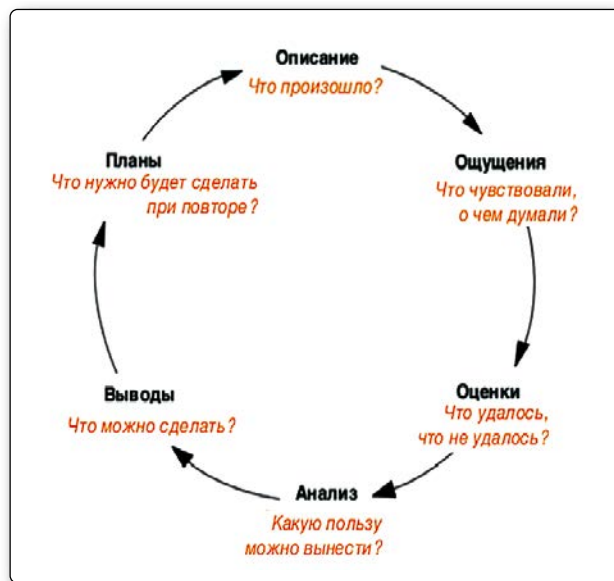 Описание
Что произошло?
Ощущения
Что чувствовали,
о чем думали?
Оценки
Что удалось,
что не удалось?
Анализ
Какую пользу
можно вынести?
Выводы
Что можно сделать?
Планы
Что нужно будет сделать
при повторе?